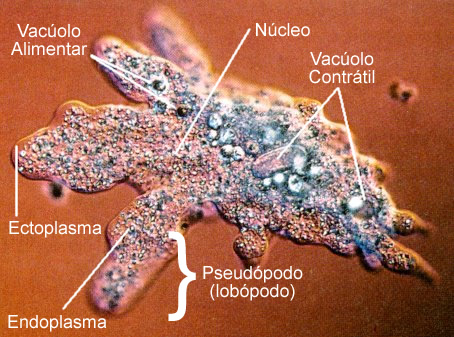 Vacúolo
Alimentar
Núcleo
Vacúolo
Contrátil
Ectoplasma
Pseudópodo
(lobópodo)
Endoplasma